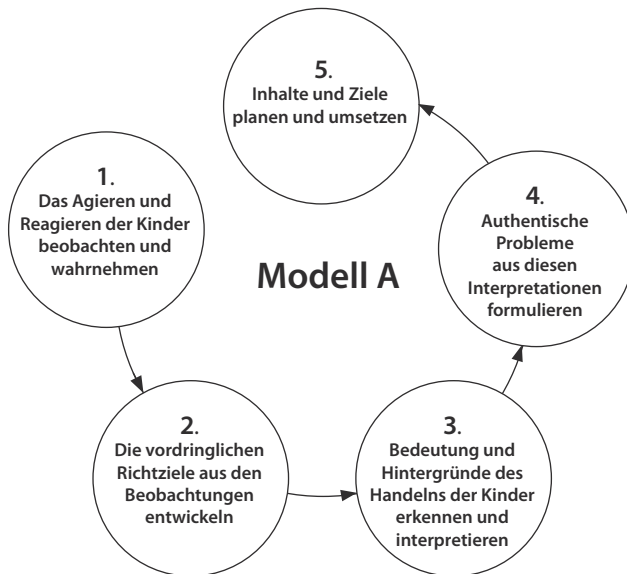 5.
Inhalte und Ziele
planen und umsetzen
1.
Das Agieren und
Reagieren der Kinder
beobachten und
wahrnehmen
4.
Authentische
Probleme
aus diesen
Interpretationen
formulieren
Modell A
2.
Die vordringlichen
Richtziele aus den
Beobachtungen
entwickeln
3.
Bedeutung und
Hintergründe des
Handelns der Kinder
erkennen und
interpretieren